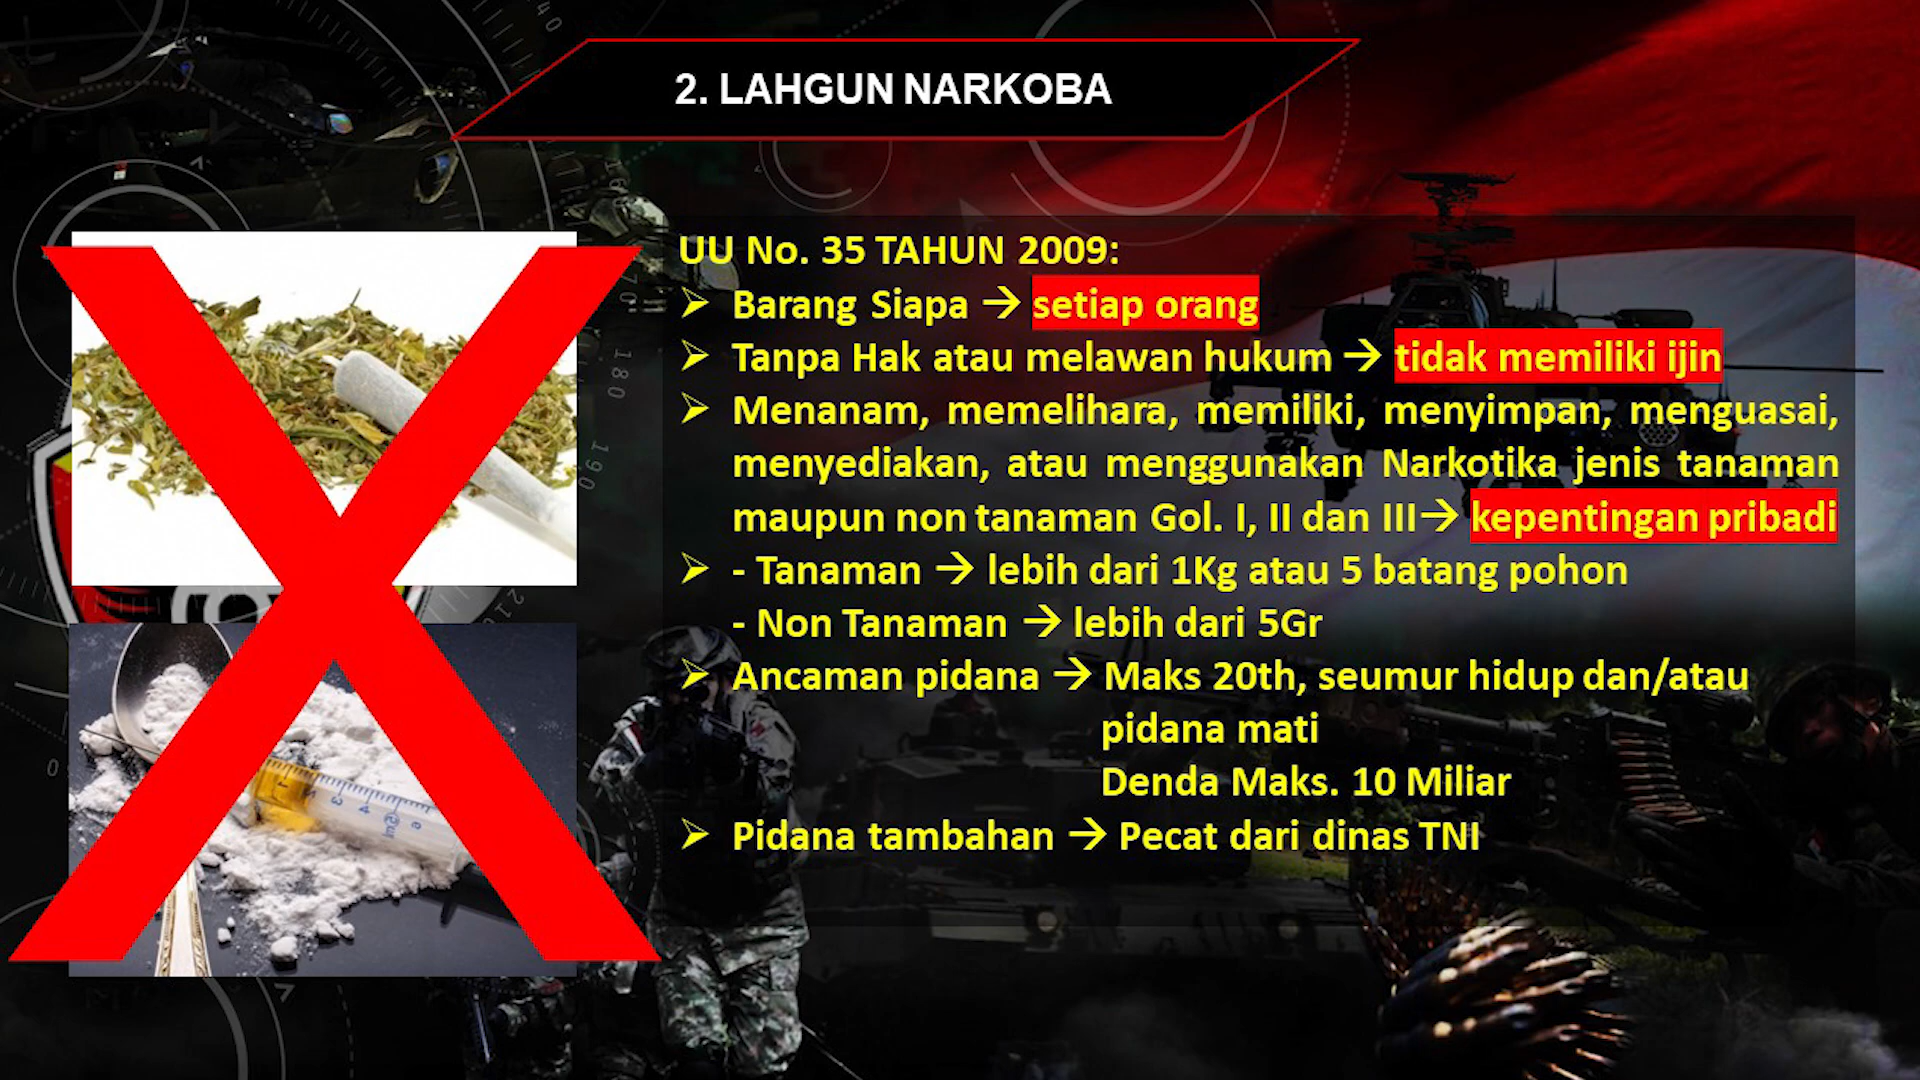 2. LAHGUN NARKOBA
UU No. 35 TAHUN 2009:
➢ Barang Siapa → setiap orang
➢ Tanpa Hak atau melawan hukum → tidak memiliki ijin
➢ Menanam, memelihara, memiliki, menyimpan, menguasai,
menyediakan, atau menggunakan Narkotika jenis tanaman
maupun non tanaman Gol. I, II dan III→ kepentingan pribadi
➢ - Tanaman → lebih dari 1Kg atau 5 batang pohon
- Non Tanaman → lebih dari 5Gr
➢ Ancaman pidana → Maks 20th, seumur hidup dan/atau
pidana mati
Denda Maks. 10 Miliar
➢ Pidana tambahan → Pecat dari dinas TNI
180
190